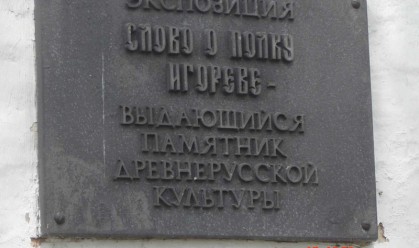 ЭКСПОЗИЦИЯ
СЛОВО О ПОЛКУ
ИГОРЕВЕ-
ВЫДАЮЩИЙСЯ
ПАМЯТНИК
ДРЕВНЕРУССКОЙ
КУЛЬТУРЫ